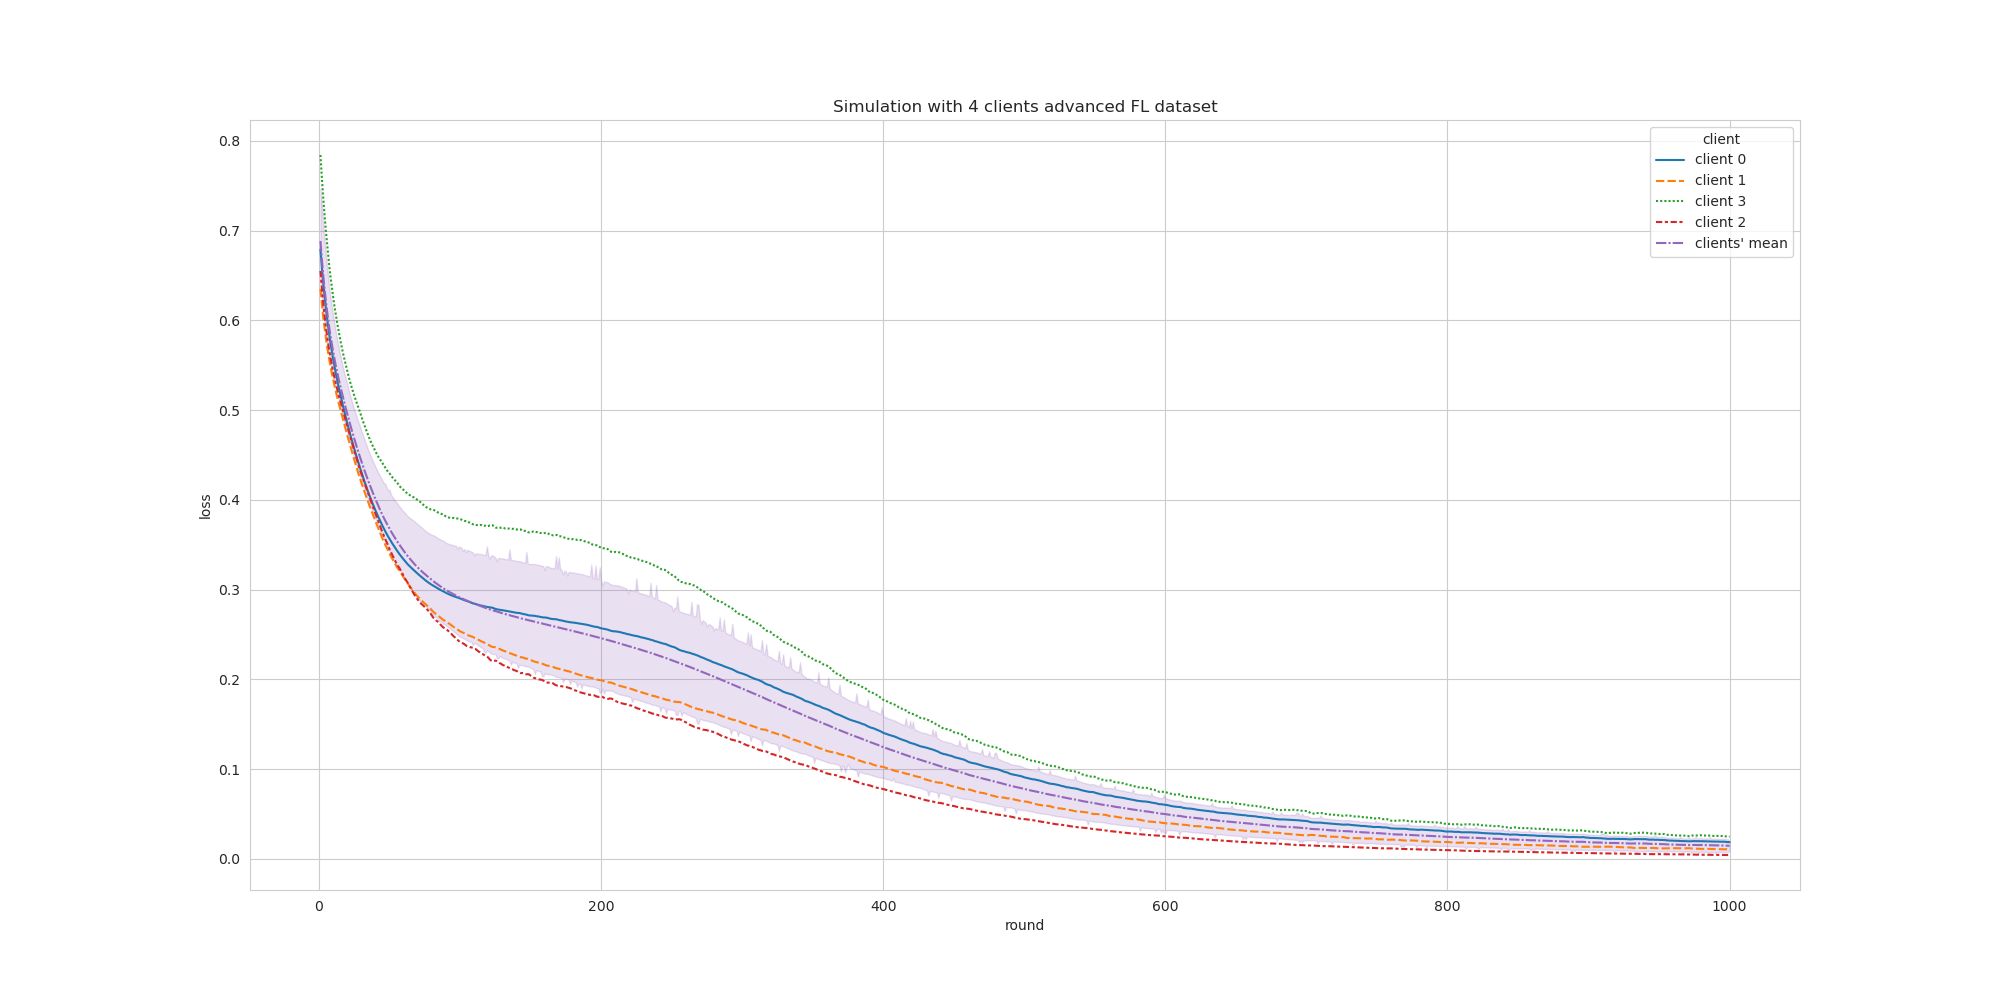 Simulation with 4 clients advanced FL dataset
client
client 0
client 1
client 3
client 2
clients' mean
loss
0.8
0.7
0.6
0.5
0.4
0.3
0.2
0.1
0.0
0
200
400
600
800
1000
round